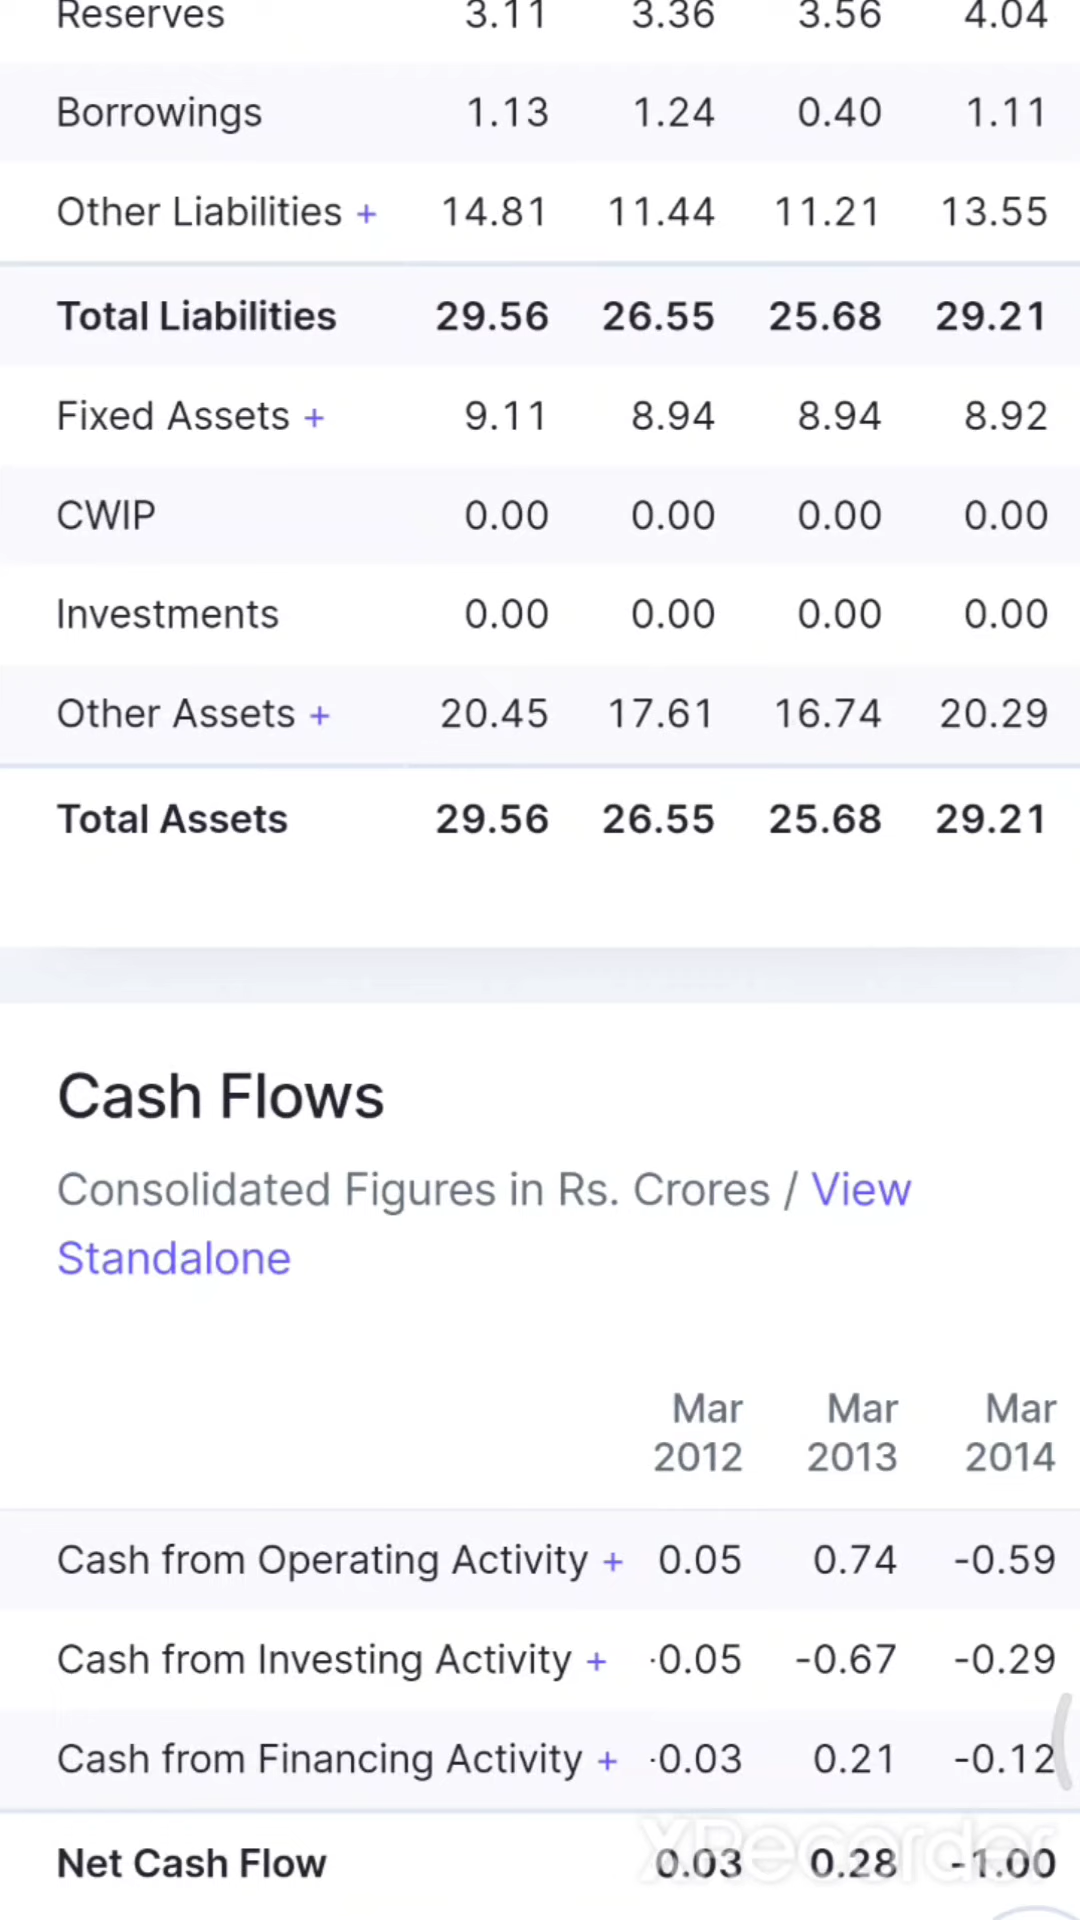 Reserves 3.11 3.36 3.56 4.04
Borrowings 1.13 1.24 0.40 1.11
Other Liabilities + 14.81 11.44 11.21 13.55
Total Liabilities 29.56 26.55 25.68 29.21
Fixed Assets + 9.11 8.94 8.94 8.92
CWIP 0.00 0.00 0.00 0.00
Investments 0.00 0.00 0.00 0.00
Other Assets + 20.45 17.61 16.74 20.29
Total Assets 29.56 26.55 25.68 29.21
Cash Flows
Consolidated Figures in Rs. Crores / View
Standalone
Mar Mar Mar
2012 2013 2014
Cash from Operating Activity + 0.05 0.74 -0.59
Cash from Investing Activity + -0.05 -0.67 -0.29
Cash from Financing Activity + -0.03 0.21 -0.12
Net Cash Flow 0.03 0.28 -1.00
XRecorder